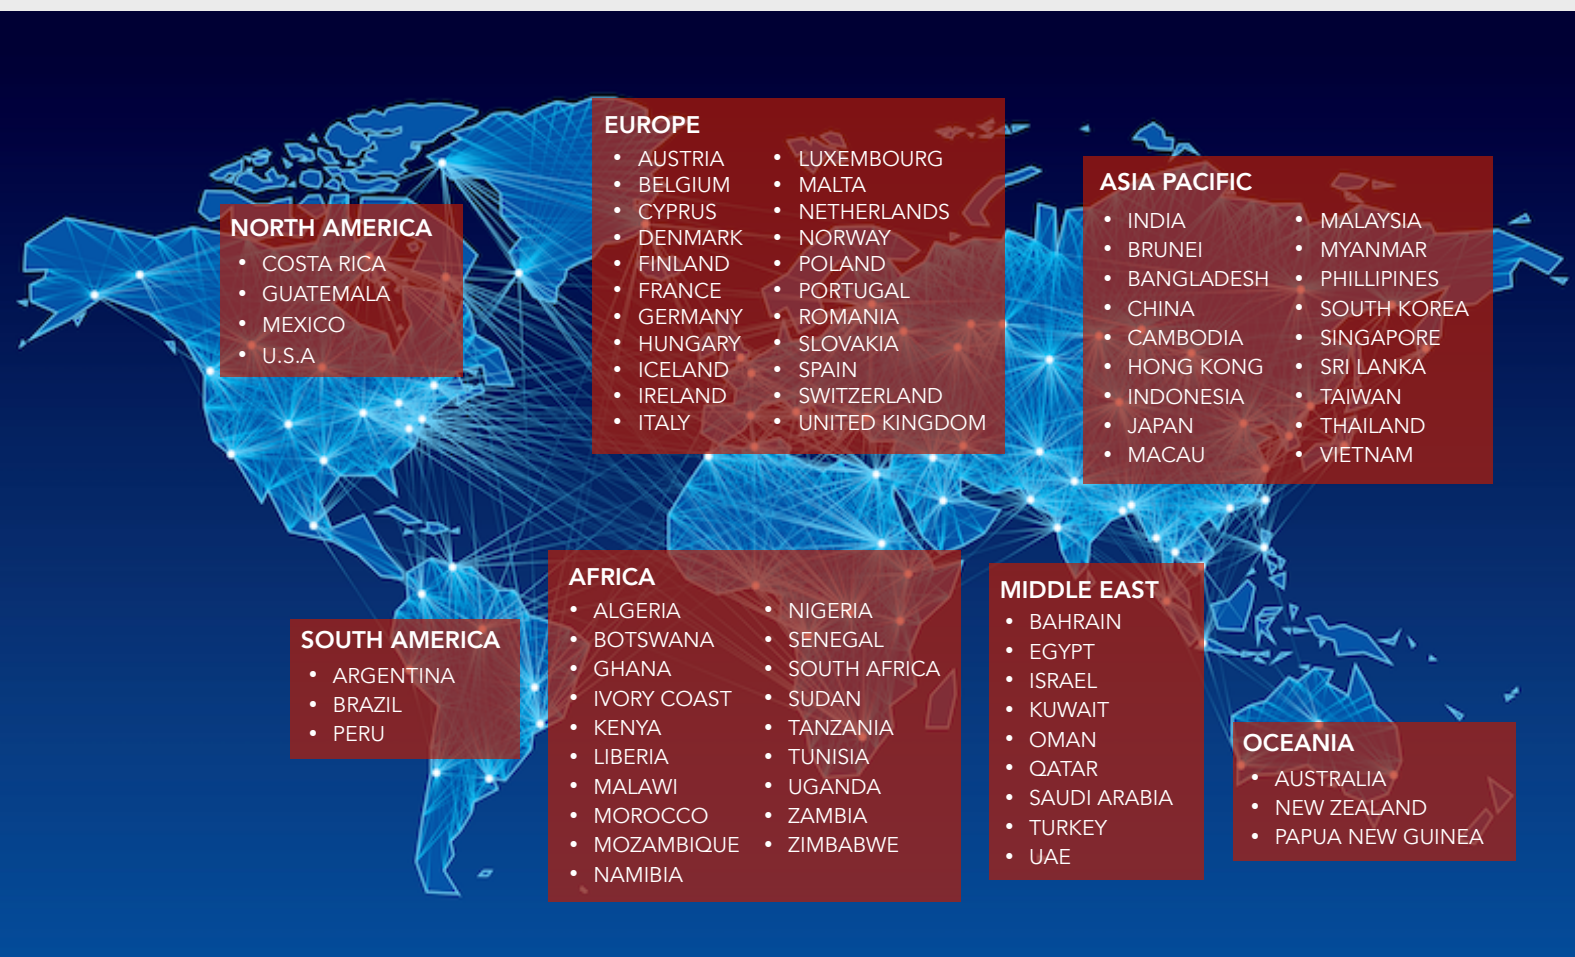 EUROPE
• AUSTRIA
• BELGIUM
• CYPRUS
• DENMARK
• FINLAND
• FRANCE
• GERMANY
• HUNGARY
• ICELAND
• IRELAND
• ITALY
• LUXEMBOURG
• MALTA
• NETHERLANDS
• NORWAY
• POLAND
• PORTUGAL
• ROMANIA
• SLOVAKIA
• SPAIN
• SWITZERLAND
• UNITED KINGDOM
ASIA PACIFIC
• INDIA
• BRUNEI
• BANGLADESH
• CHINA
• CAMBODIA
• HONG KONG
• INDONESIA
• JAPAN
• MACAU
• MALAYSIA
• MYANMAR
• PHILLIPINES
• SOUTH KOREA
• SINGAPORE
• SRI LANKA
• TAIWAN
• THAILAND
• VIETNAM
NORTH AMERICA
• COSTA RICA
• GUATEMALA
• MEXICO
• U.S.A
AFRICA
• ALGERIA
• BOTSWANA
• GHANA
• IVORY COAST
• KENYA
• LIBERIA
• MALAWI
• MOROCCO
• MOZAMBIQUE
• NAMIBIA
• NIGERIA
• SENEGAL
• SOUTH AFRICA
• SUDAN
• TANZANIA
• TUNISIA
• UGANDA
• ZAMBIA
• ZIMBABWE
MIDDLE EAST
• BAHRAIN
• EGYPT
• ISRAEL
• KUWAIT
• OMAN
• QATAR
• SAUDI ARABIA
• TURKEY
• UAE
SOUTH AMERICA
• ARGENTINA
• BRAZIL
• PERU
OCEANIA
• AUSTRALIA
• NEW ZEALAND
• PAPUA NEW GUINEA